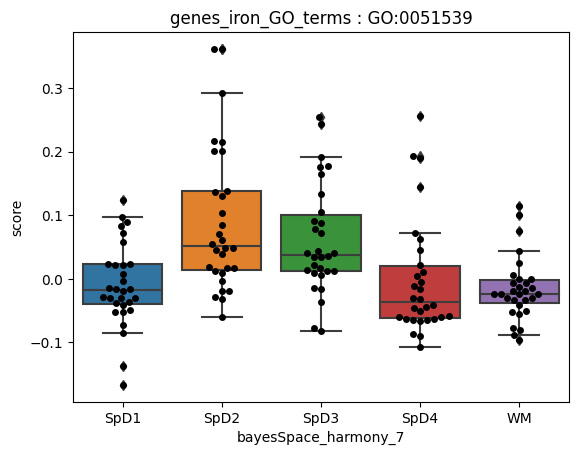 genes_iron_GO_terms : GO:0051539
score
0.3
0.2
0.1
0.0
−0.1
SpD1 SpD2 SpD3 SpD4 WM
bayesSpace_harmony_7